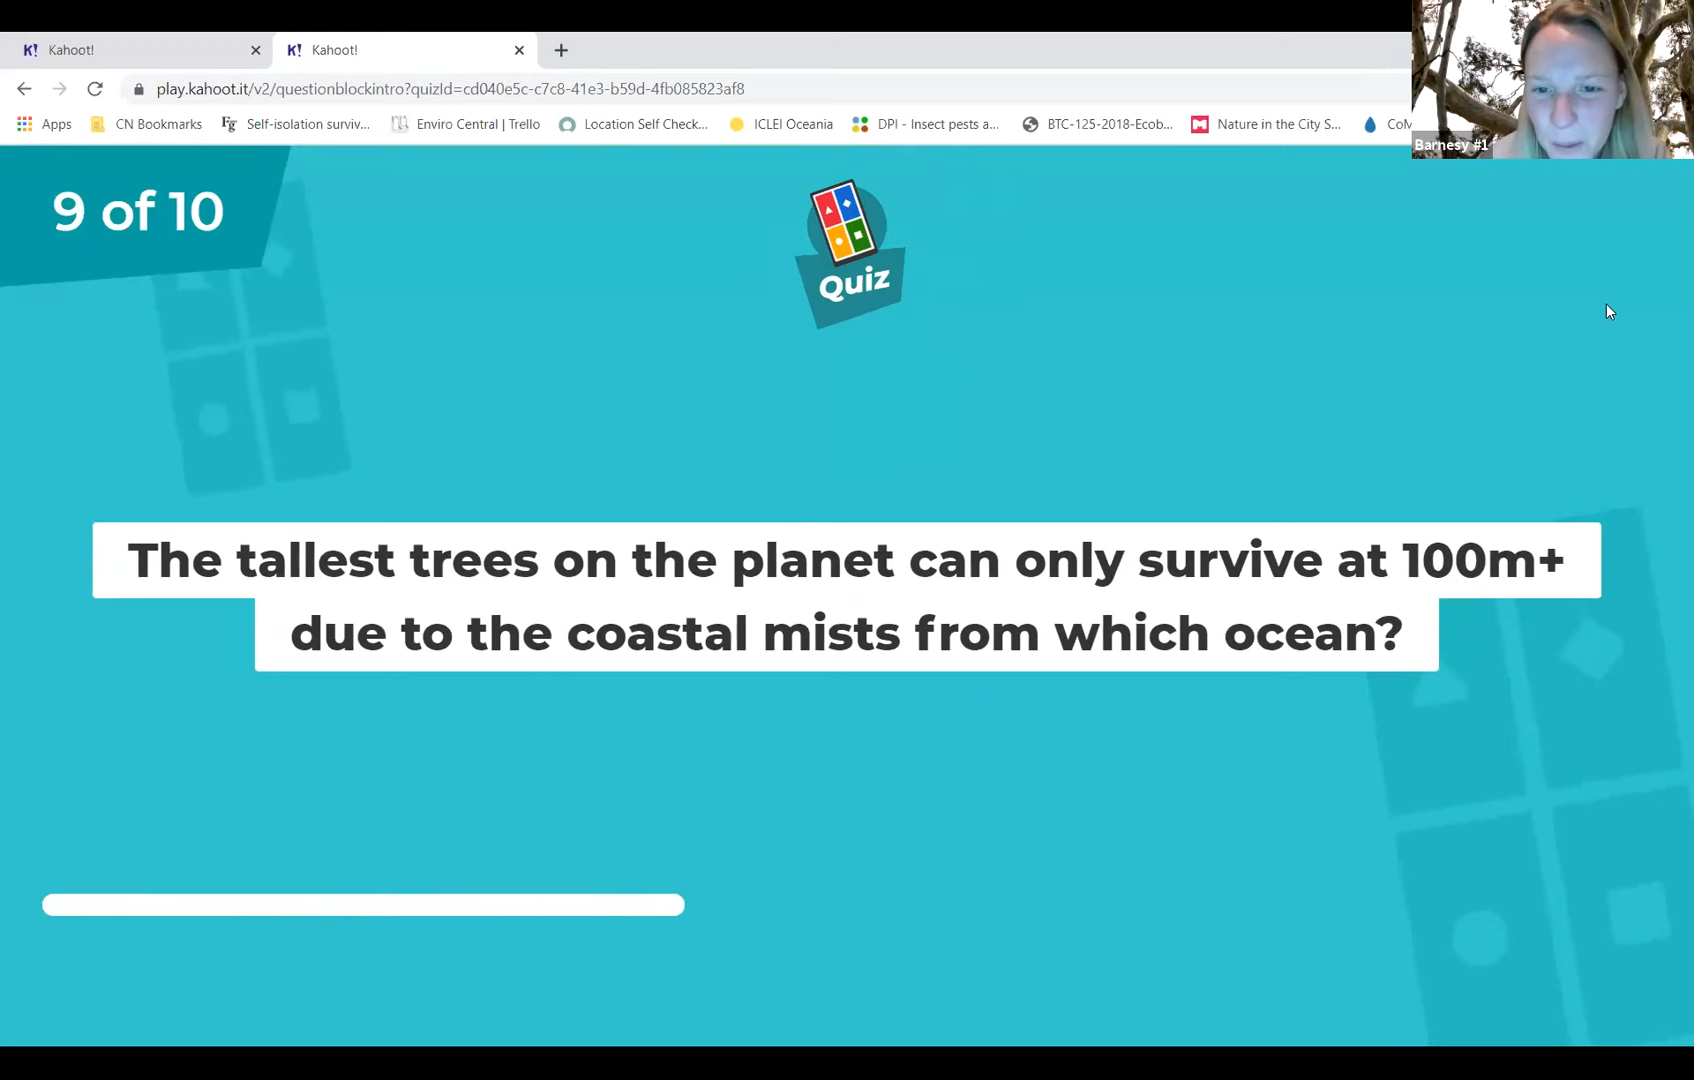 Kahoot!
Kahoot!
play.kahoot.it/v2/questionblockintro?quizId=cd040e5c-c7c8-41e3-b59d-4fb085823af8
Apps CN Bookmarks Fg Self-isolation surviv... Enviro Central | Trello Location Self Check... ICLEI Oceania DPI - Insect pests a... BTC-125-2018-Ecob... Nature in the City S... CoM
Barnesy #1
9 of 10
Quiz
The tallest trees on the planet can only survive at 100m+
due to the coastal mists from which ocean?